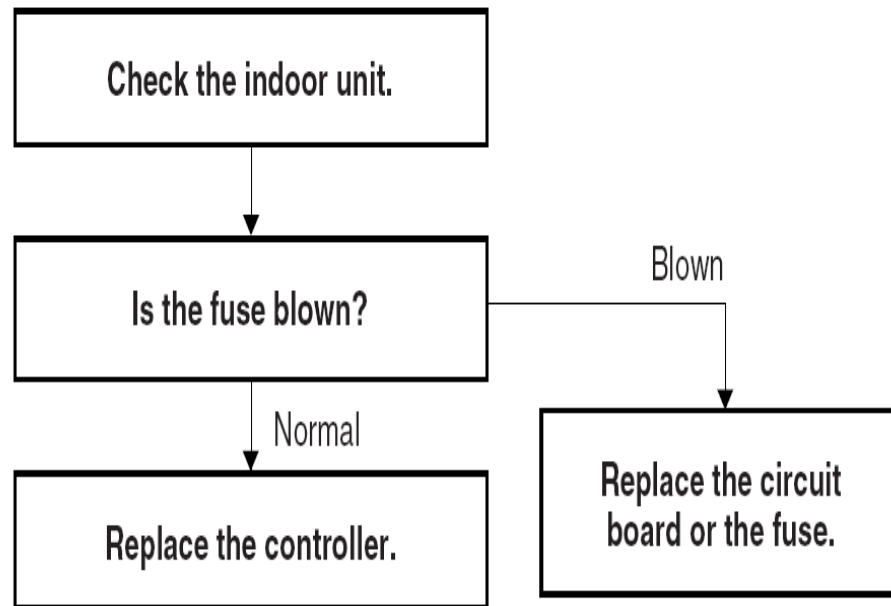 Check the indoor unit.
Is the fuse blown?
Blown
Normal
Replace the circuit
board or the fuse.
Replace the controller.